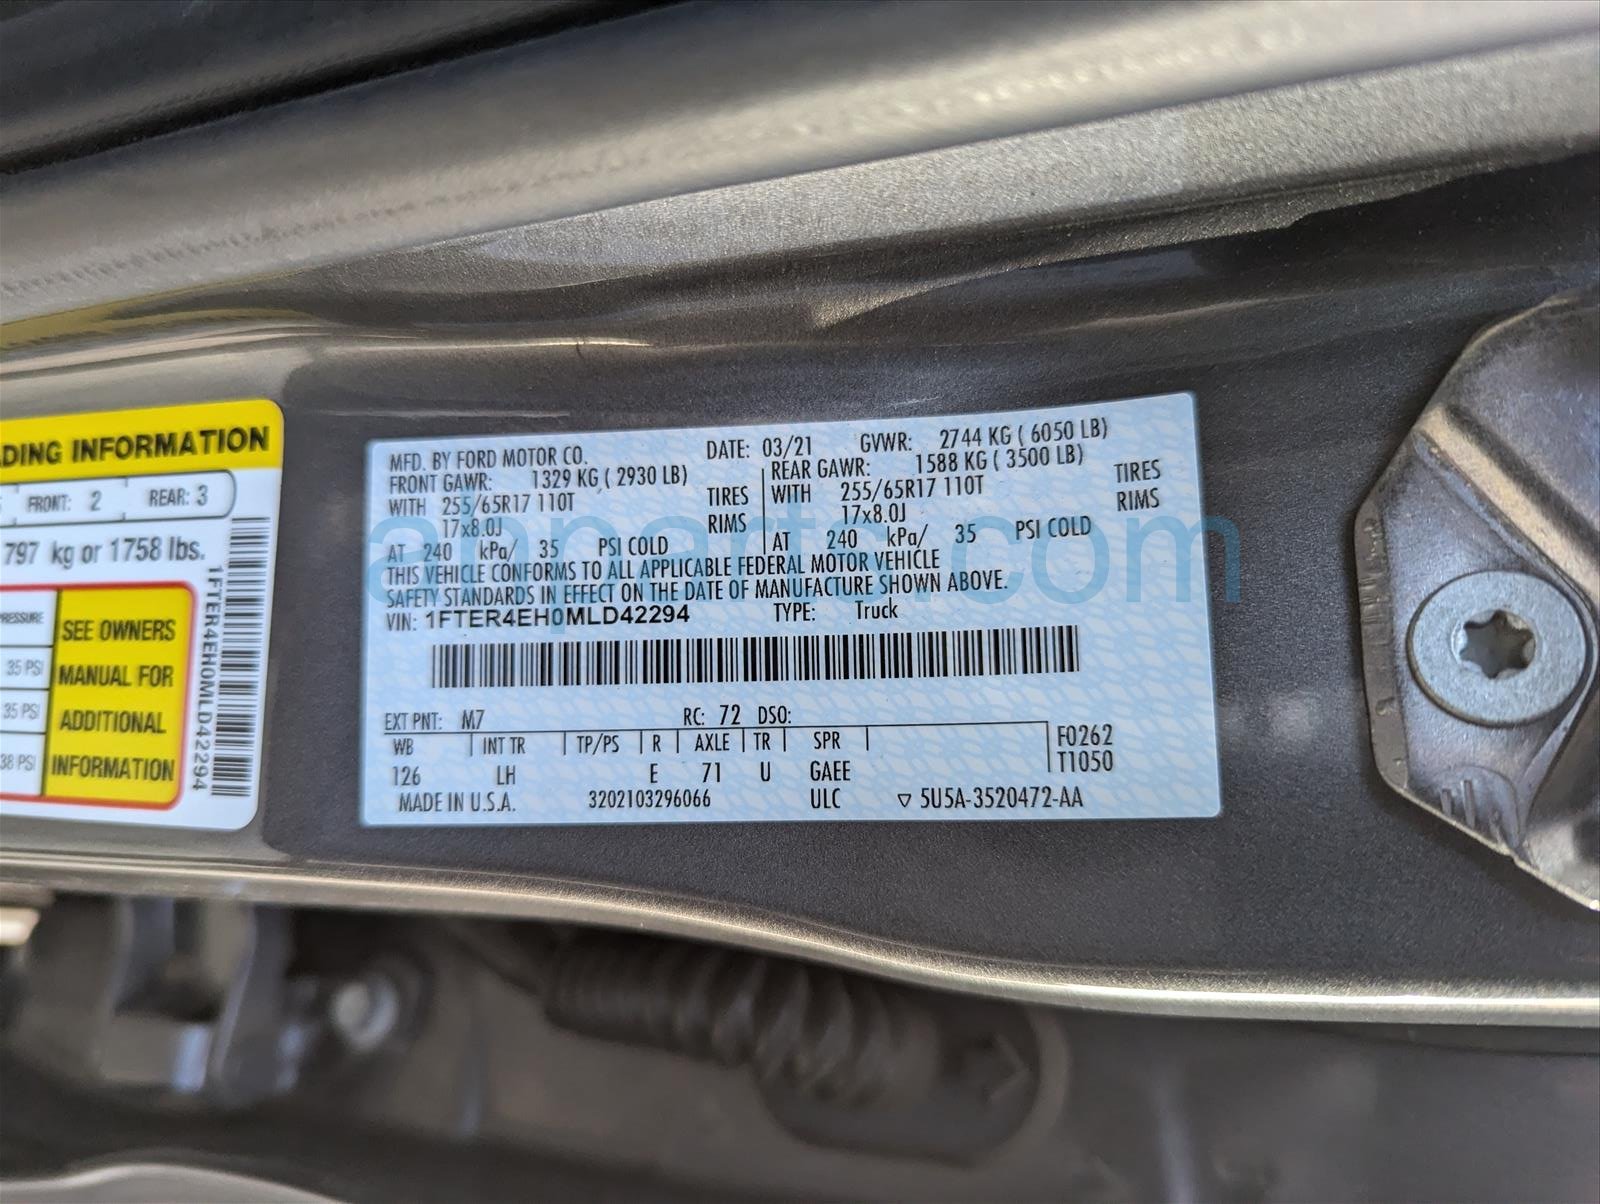 DING INFORMATION
FRONT: 2 REAR: 3
797 kg or 1758 lbs.
PRESSURE
35 PSI
35 PSI
38 PSI
SEE OWNERS
MANUAL FOR
ADDITIONAL
INFORMATION
1FTER4EH0MLD42294
MFD. BY FORD MOTOR CO. DATE: 03/21 GVWR: 2744 KG ( 6050 LB)
FRONT GAWR: 1329 KG ( 2930 LB) REAR GAWR: 1588 KG ( 3500 LB)
WITH 255/65R17 110T TIRES WITH 255/65R17 110T TIRES
17x8.0J RIMS 17x8.0J RIMS
AT 240 kPa/ 35 PSI COLD AT 240 kPa/ 35 PSI COLD
THIS VEHICLE CONFORMS TO ALL APPLICABLE FEDERAL MOTOR VEHICLE
SAFETY STANDARDS IN EFFECT ON THE DATE OF MANUFACTURE SHOWN ABOVE.
VIN: 1FTER4EH0MLD42294 TYPE: Truck
EXT PNT: M7 RC: 72 DSO:
WB INT TR TP/PS R AXLE TR SPR F0262
126 LH E 71 U GAEE T1050
MADE IN U.S.A. 3202103296066 ULC ▽ 5U5A-3520472-AA
anparts.com